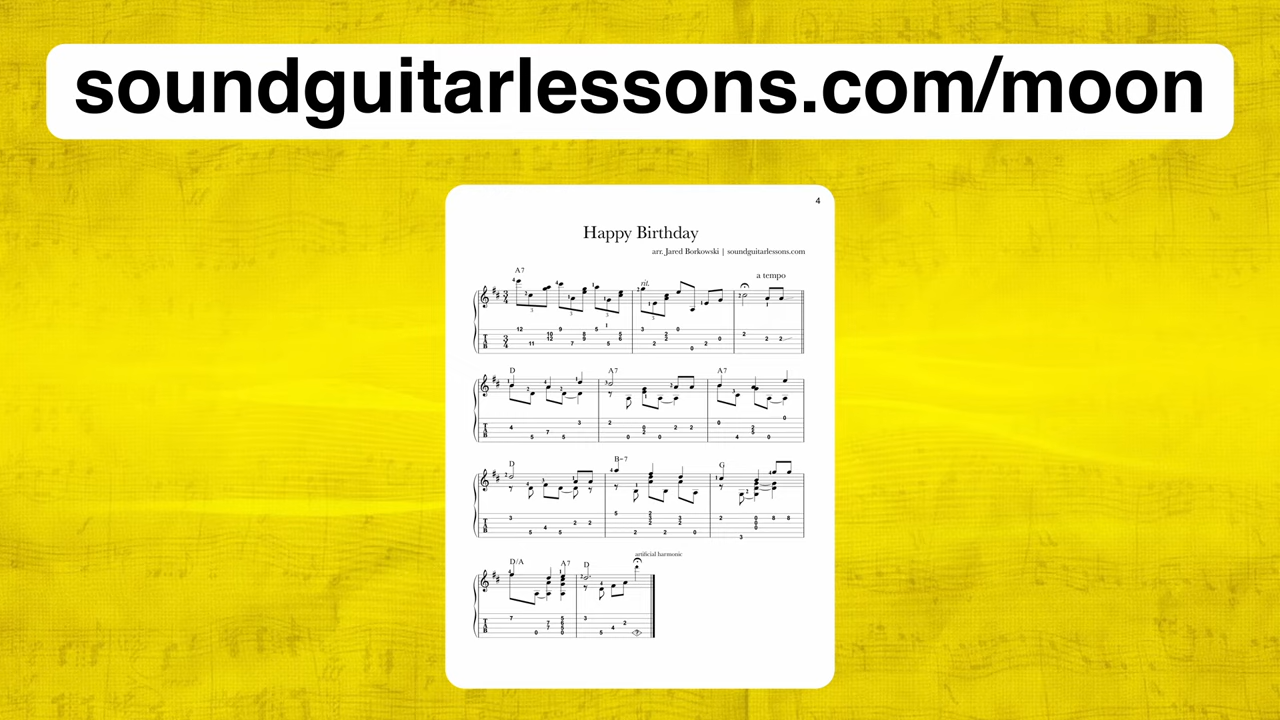 soundguitarlessons.com/moon
4
Happy Birthday
arr. Jared Borkowski | soundguitarlessons.com
A7
rit.
a tempo
D A7 A7
D B-7 G
artificial harmonic
D/A A7 D